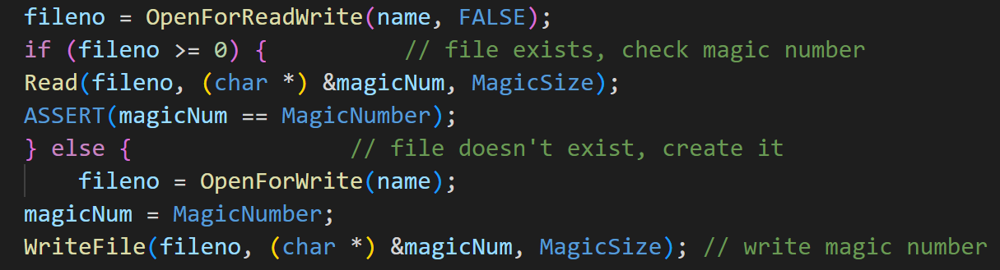 fileno = OpenForReadWrite(name, FALSE);
if (fileno >= 0) {          // file exists, check magic number
Read(fileno, (char *) &magicNum, MagicSize);
ASSERT(magicNum == MagicNumber);
} else {                // file doesn't exist, create it
    fileno = OpenForWrite(name);
magicNum = MagicNumber;
WriteFile(fileno, (char *) &magicNum, MagicSize); // write magic number